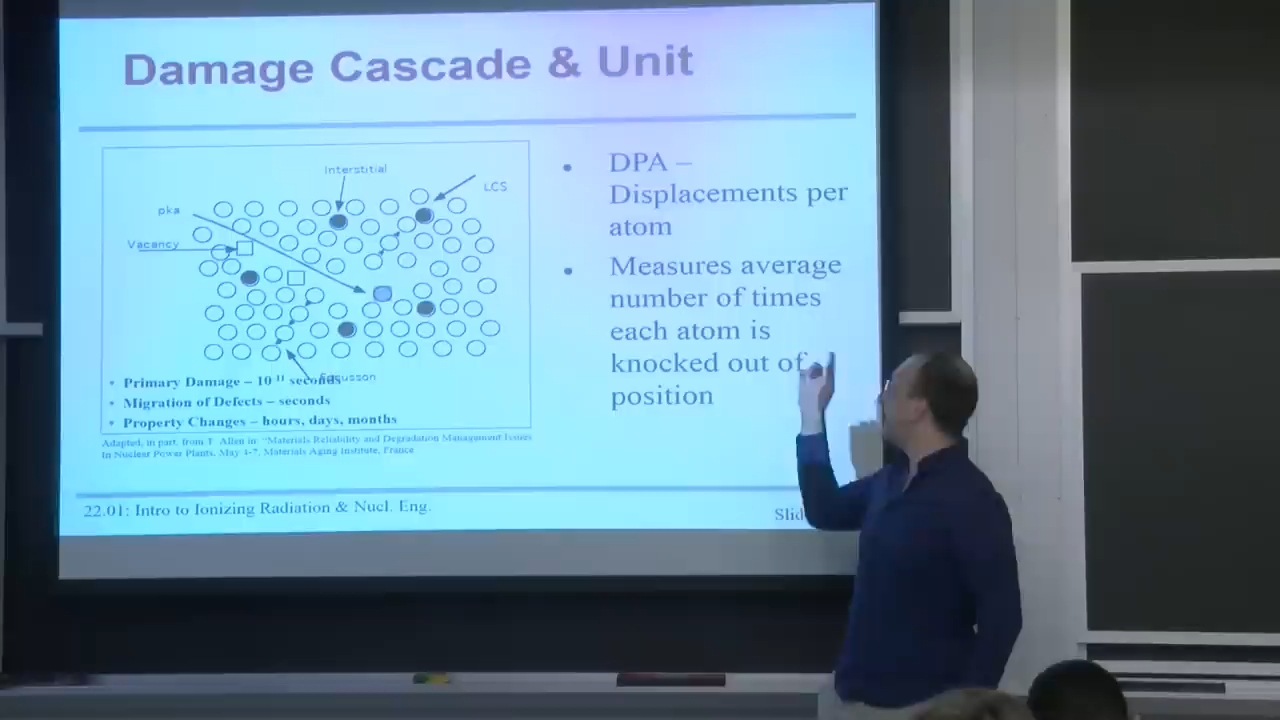 Damage Cascade & Unit
Interstitial
LCS
pka
Vacancy
• Primary Damage – 10 seconds
• Migration of Defects – seconds
• Property Changes – hours, days, months
Adapted, in part, from T. Allen in "Materials Reliability and Degradation Management Issues
In Nuclear Power Plants, May 4-7, Materials Aging Institute, France
• DPA –
Displacements per
atom
• Measures average
number of times
each atom is
knocked out of
position
22.01: Intro to Ionizing Radiation & Nucl. Eng.